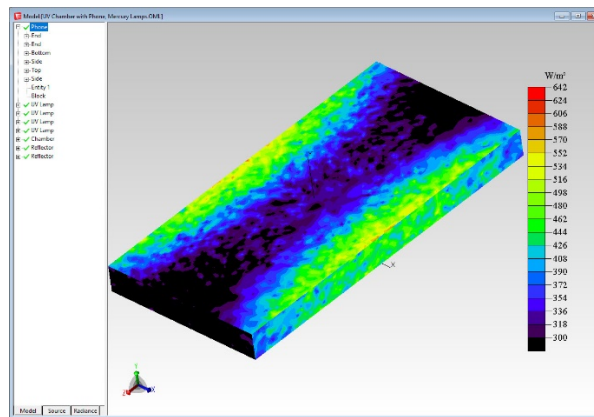 Model:[UV Chamber with Phone, Mercury Lamps.OML]
Phone
End
End
Bottom
Side
Top
Side
Entity 1
Block
UV Lamp
UV Lamp
UV Lamp
UV Lamp
Chamber
Reflector
Reflector
W/m²
642
624
606
588
570
552
534
516
498
480
462
444
426
408
390
372
354
336
318
300
X
Y
Z
X
Model
Source
Radiance